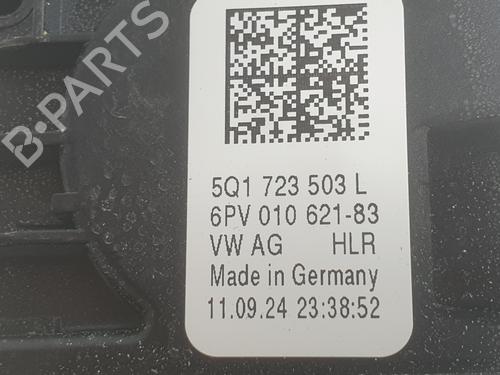 B-PARTS
5Q1 723 503 L
6PV 010 621-83
VW AG HLR
Made in Germany
11.09.24 23:38:52